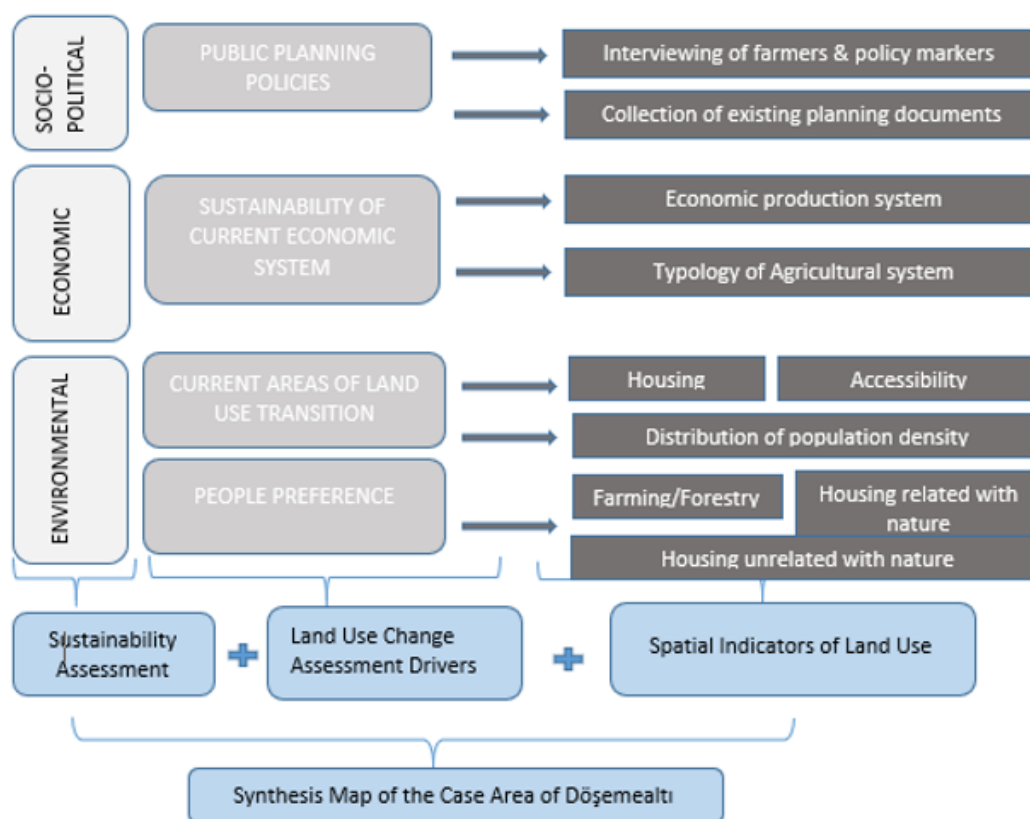 SOCIO-
POLITICAL
PUBLIC PLANNING
POLICIES
Interviewing of farmers & policy markers
Collection of existing planning documents
ECONOMIC
SUSTAINABILITY OF
CURRENT ECONOMIC
SYSTEM
Economic production system
Typology of Agricultural system
ENVIRONMENTAL
CURRENT AREAS OF LAND
USE TRANSITION
Housing
Accessibility
Distribution of population density
PEOPLE PREFERENCE
Farming/Forestry
Housing related with
nature
Housing unrelated with nature
Sustainability
Assessment
Land Use Change
Assessment Drivers
Spatial Indicators of Land Use
Synthesis Map of the Case Area of Döşemealtı